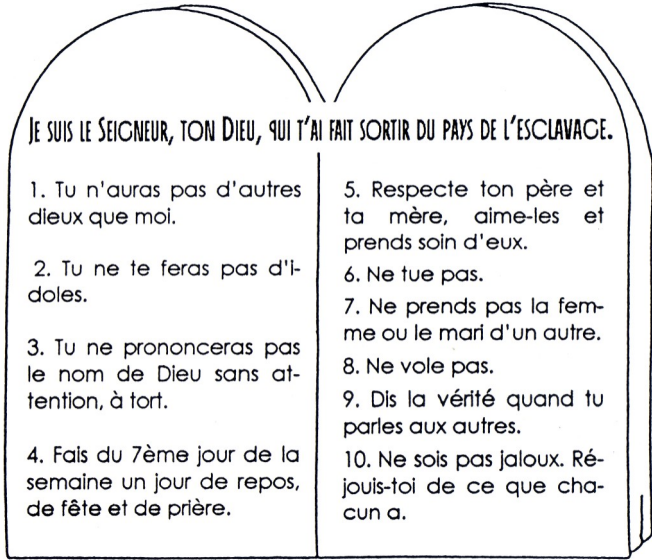 JE SUIS LE SEIGNEUR, TON DIEU, QUI T'AI FAIT SORTIR DU PAYS DE L'ESCLAVAGE.
1. Tu n'auras pas d'autres
dieux que moi.
2. Tu ne te feras pas d'i-
doles.
3. Tu ne prononceras pas
le nom de Dieu sans at-
tention, à tort.
4. Fais du 7ème jour de la
semaine un jour de repos,
de fête et de prière.
5. Respecte ton père et
ta mère, aime-les et
prends soin d'eux.
6. Ne tue pas.
7. Ne prends pas la fem-
me ou le mari d'un autre.
8. Ne vole pas.
9. Dis la vérité quand tu
parles aux autres.
10. Ne sois pas jaloux. Ré-
jouis-toi de ce que cha-
cun a.